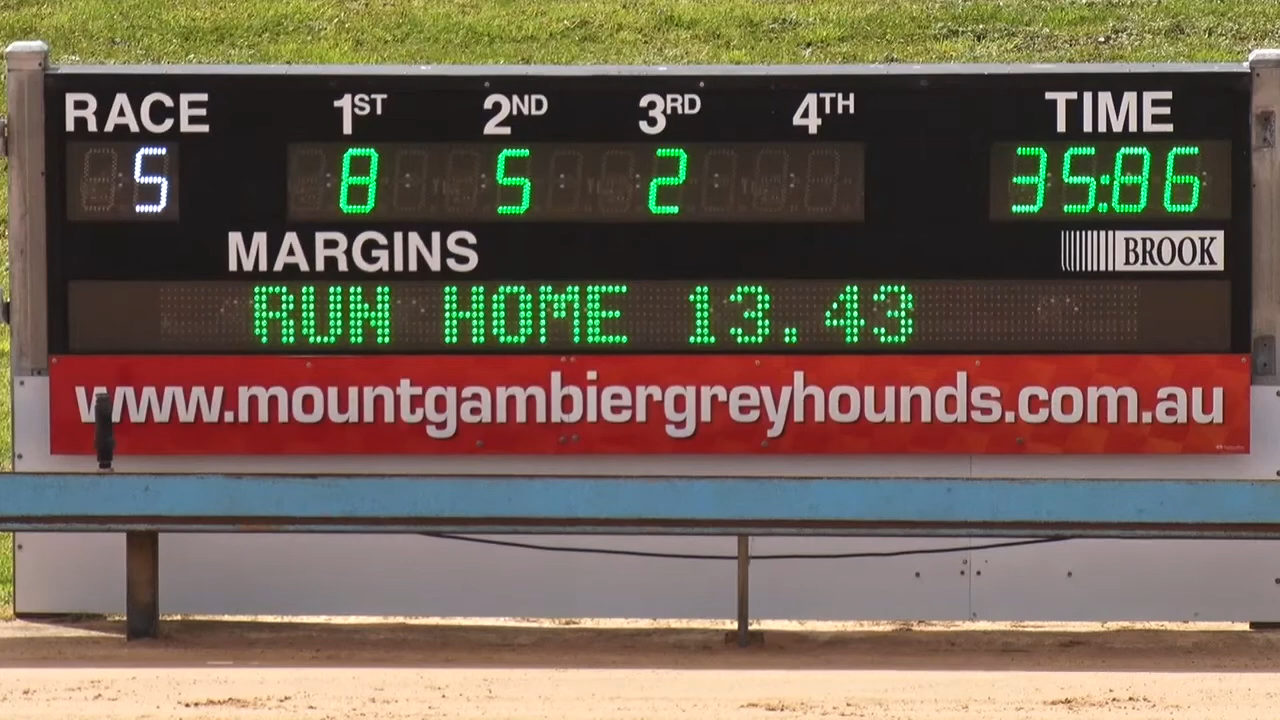 RACE 1ST 2ND 3RD 4TH TIME
5 8 5 2 35:86
MARGINS BROOK
RUN HOME 13.43
www.mountgambiergreyhounds.com.au